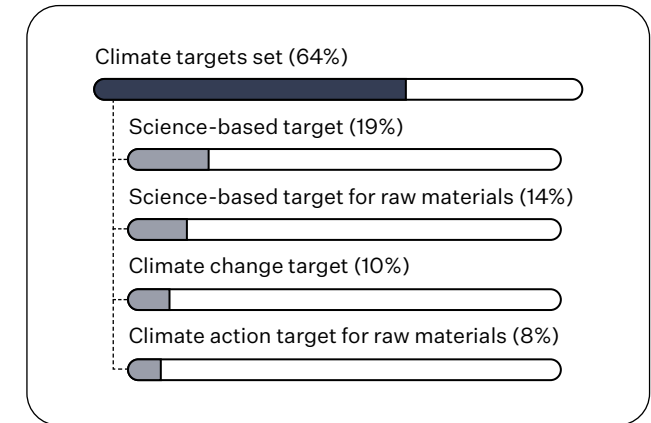 Climate targets set (64%)
Science-based target (19%)
Science-based target for raw materials (14%)
Climate change target (10%)
Climate action target for raw materials (8%)